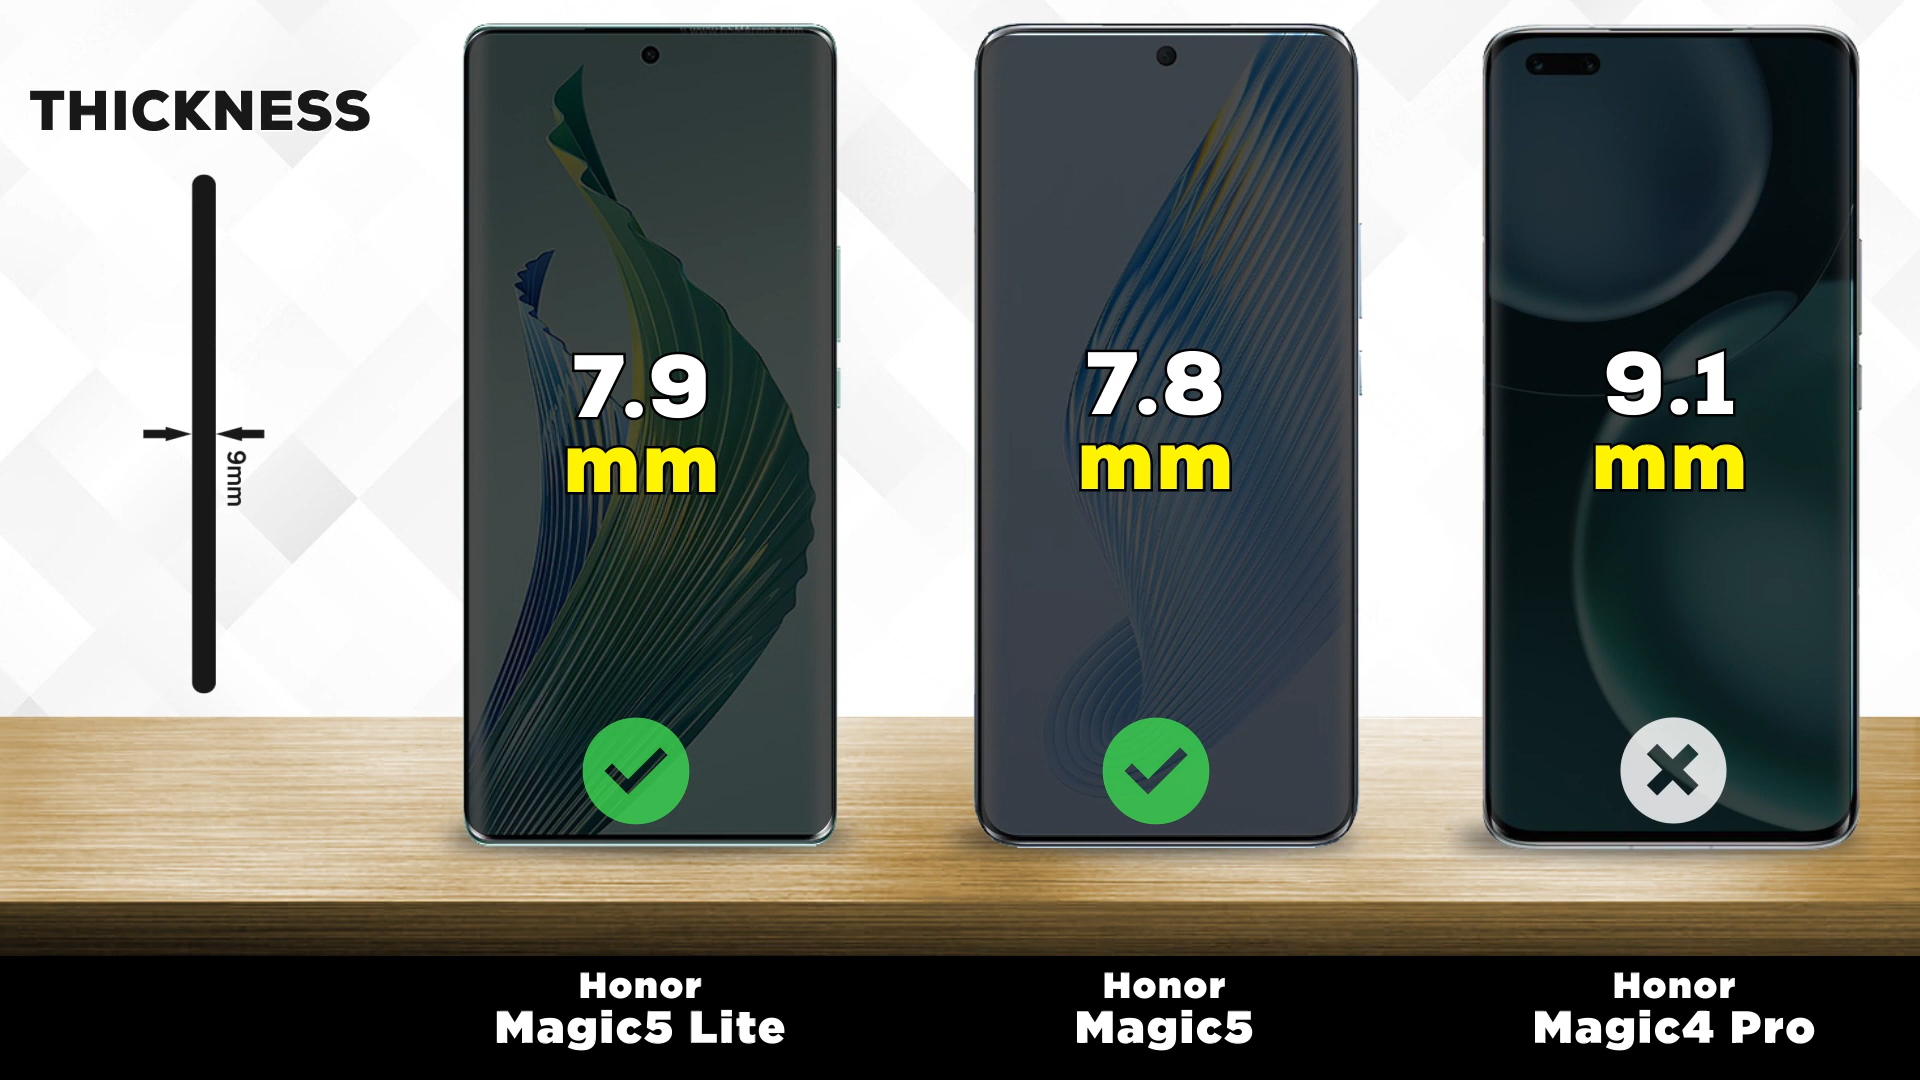 THICKNESS
9mm
7.9
mm
7.8
mm
9.1
mm
Honor
Magic5 Lite
Honor
Magic5
Honor
Magic4 Pro